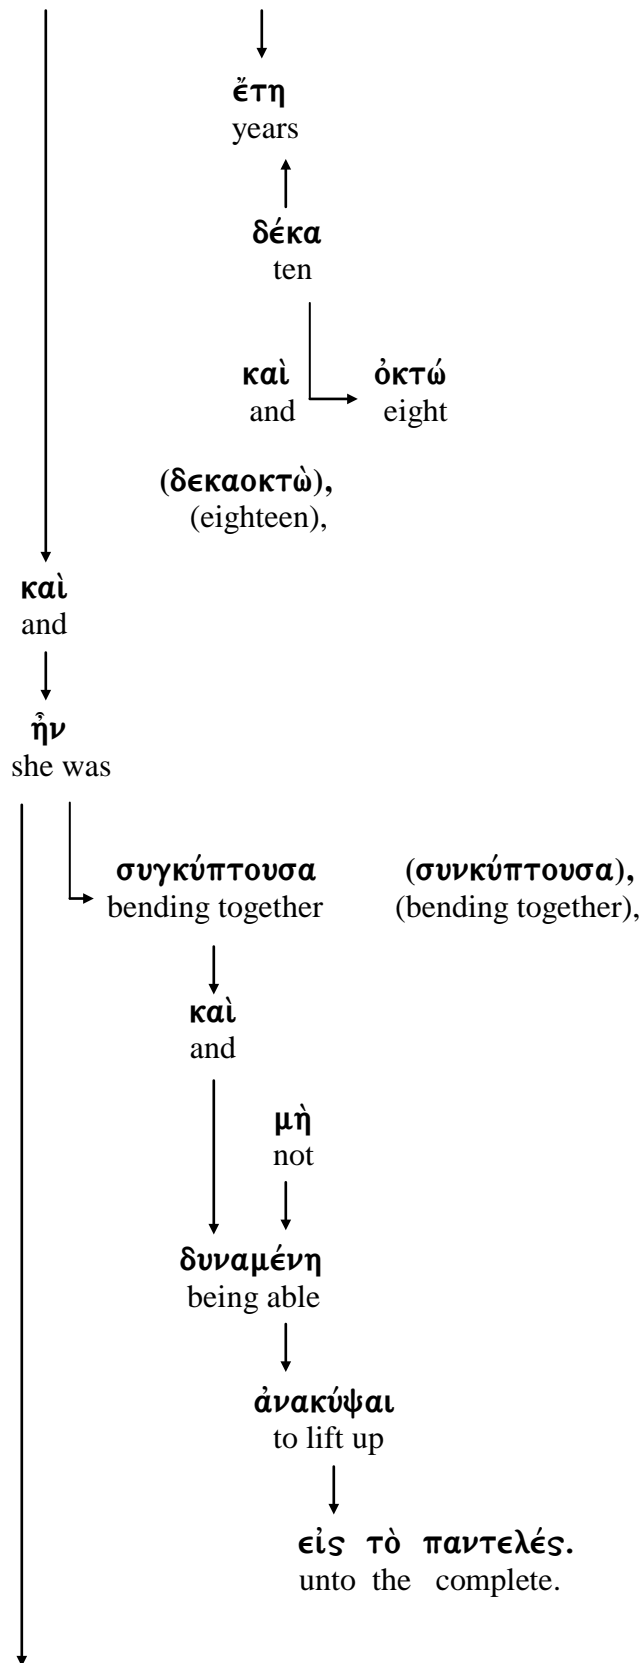 ἔτη
years
δέκα
ten
καὶ ὀκτώ
and eight
(δεκαοκτὼ),
(eighteen),
καὶ
and
ἦν
she was
συγκύπτουσα (συνκύπτουσα),
bending together (bending together),
καὶ
and
μὴ
not
δυναμένη
being able
ἀνακύψαι
to lift up
εἰς τὸ παντελές.
unto the complete.